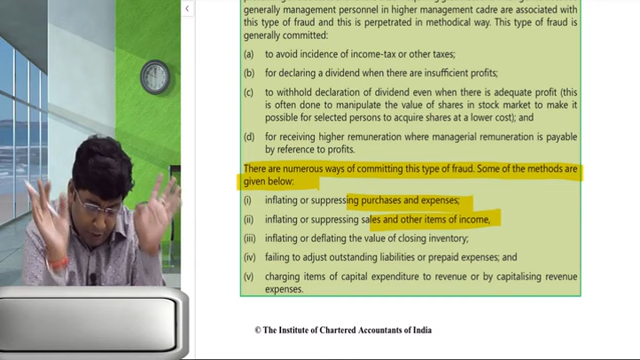 generally management personnel in higher management cadre are associated with
this type of fraud and this is perpetrated in methodical way. This type of fraud is
generally committed:
(a) to avoid incidence of income-tax or other taxes;
(b) for declaring a dividend when there are insufficient profits;
(c) to withhold declaration of dividend even when there is adequate profit (this
is often done to manipulate the value of shares in stock market to make it
possible for selected persons to acquire shares at a lower cost); and
(d) for receiving higher remuneration where managerial remuneration is payable
by reference to profits.
There are numerous ways of committing this type of fraud. Some of the methods are
given below:
(i) inflating or suppressing purchases and expenses;
(ii) inflating or suppressing sales and other items of income,
(iii) inflating or deflating the value of closing inventory;
(iv) failing to adjust outstanding liabilities or prepaid expenses; and
(v) charging items of capital expenditure to revenue or by capitalising revenue
expenses.
© The Institute of Chartered Accountants of India